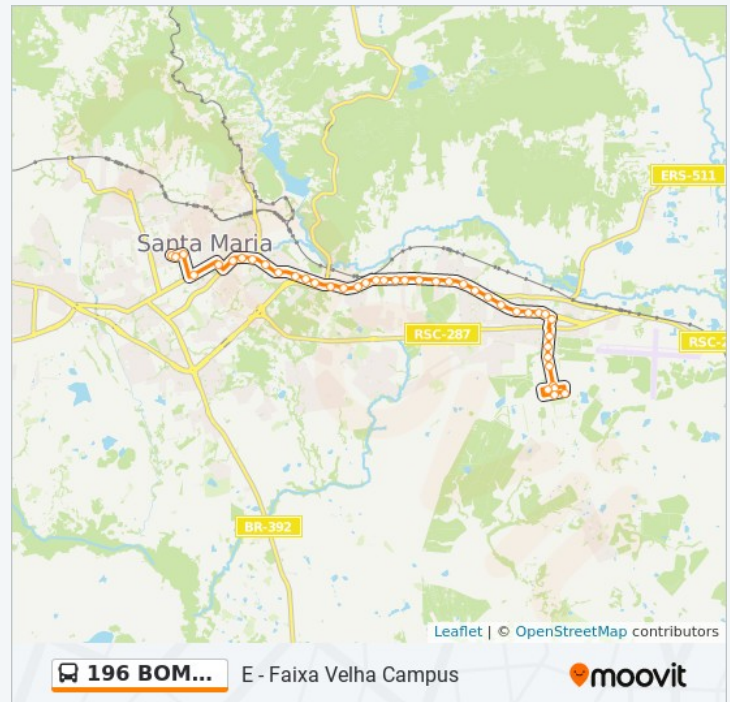 ERS-511
Santa Maria
RSC-287
RSC-2
BR-392
Leaflet | © OpenStreetMap contributors
196 BOM... E - Faixa Velha Campus moovit